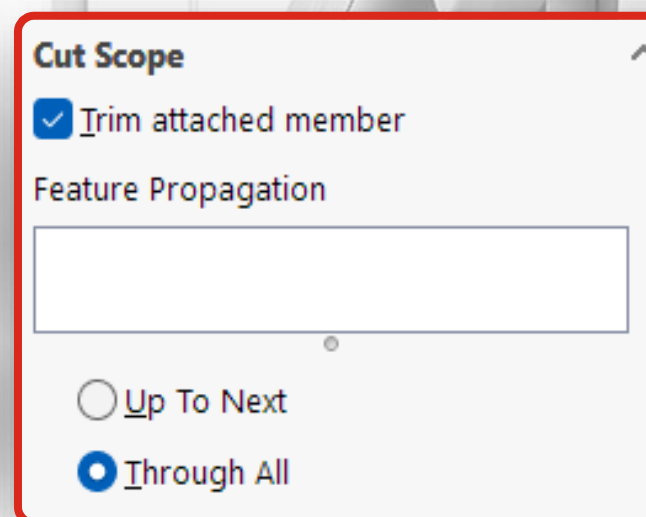 Cut Scope
Trim attached member
Feature Propagation
Up To Next
Through All